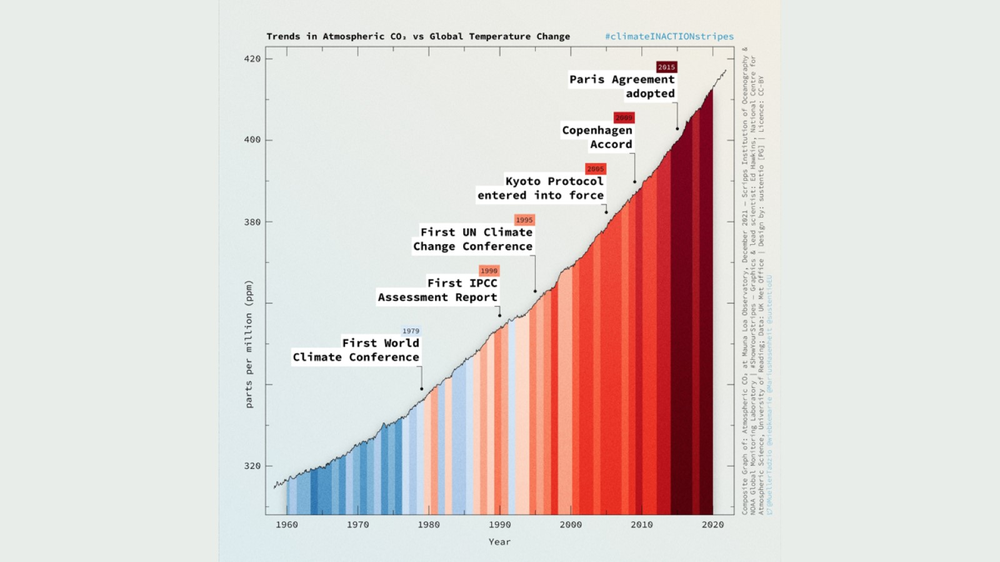 Trends in Atmospheric CO₂ vs Global Temperature Change
#climateINACTIONstripes
420
400
380
320
parts per million (ppm)
2015
Paris Agreement
adopted
2009
Copenhagen
Accord
2005
Kyoto Protocol
entered into force
1995
First UN Climate
Change Conference
1990
First IPCC
Assessment Report
1979
First World
Climate Conference
1960
1970
1980
1990
2000
2010
2020
Year
Composite Graph of: Atmospheric CO₂ at Mauna Loa Observatory, December 2021 – Scripps Institution of Oceanography &
NOAA Global Monitoring Laboratory | #ShowYourStripes – Graphics & lead scientist: Ed Hawkins, National Centre for
Atmospheric Science, University of Reading; Data: UK Met Office | Design by: sustentio [PG] | Licence: CC-BY
@MuellerTadzio @wiebkemarie @MariusHasenheit @sustentioEU